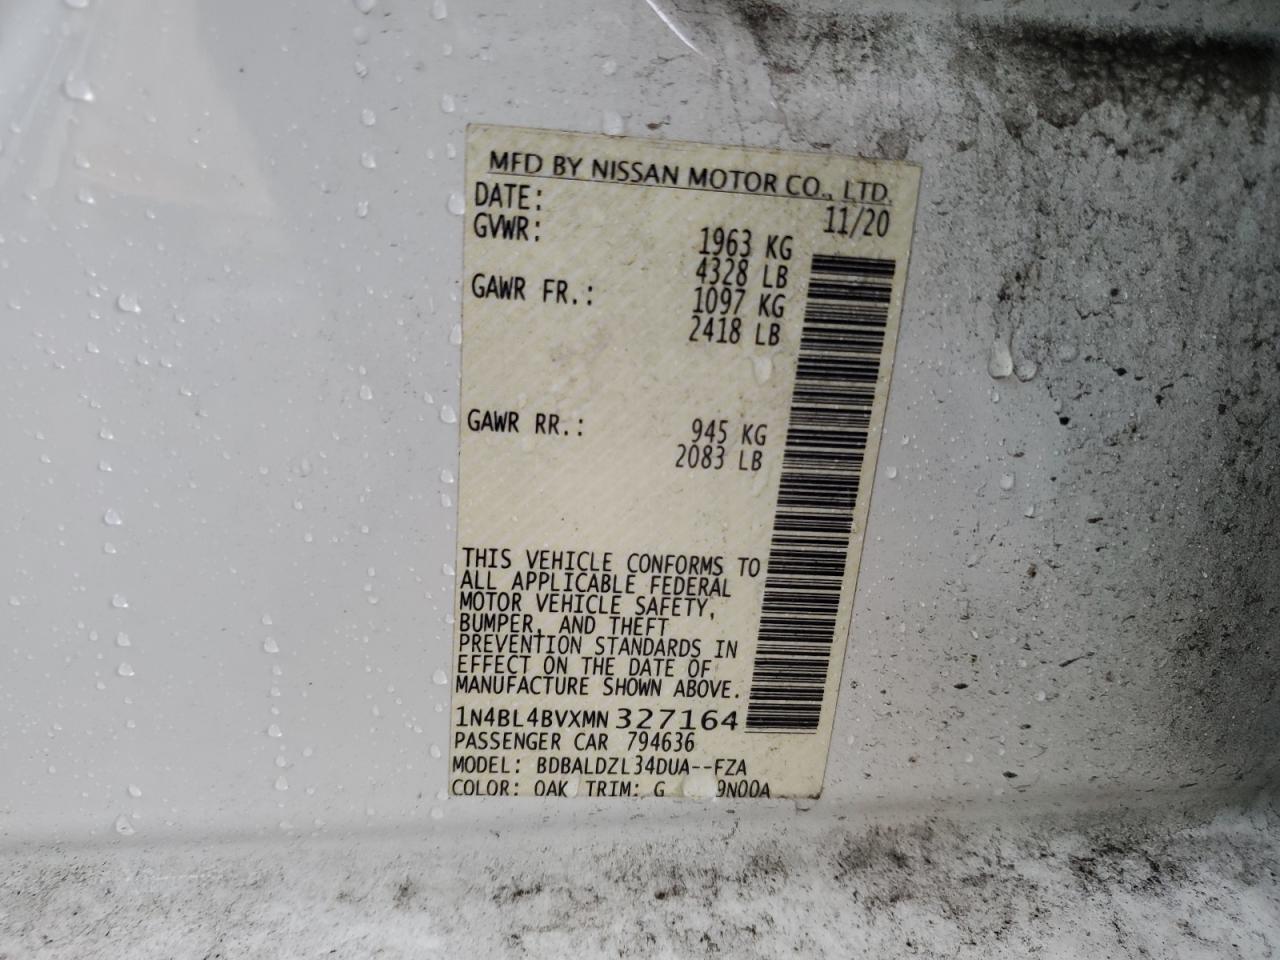 MFD BY NISSAN MOTOR CO., LTD.
DATE: 11/20
GVWR: 1963 KG
4328 LB
GAWR FR.: 1097 KG
2418 LB
GAWR RR.: 945 KG
2083 LB
THIS VEHICLE CONFORMS TO
ALL APPLICABLE FEDERAL
MOTOR VEHICLE SAFETY,
BUMPER, AND THEFT
PREVENTION STANDARDS IN
EFFECT ON THE DATE OF
MANUFACTURE SHOWN ABOVE.
1N4BL4BVXMN327164
PASSENGER CAR 794636
MODEL: BDBALDZL34DUA--FZA
COLOR: QAK TRIM: G 9N00A